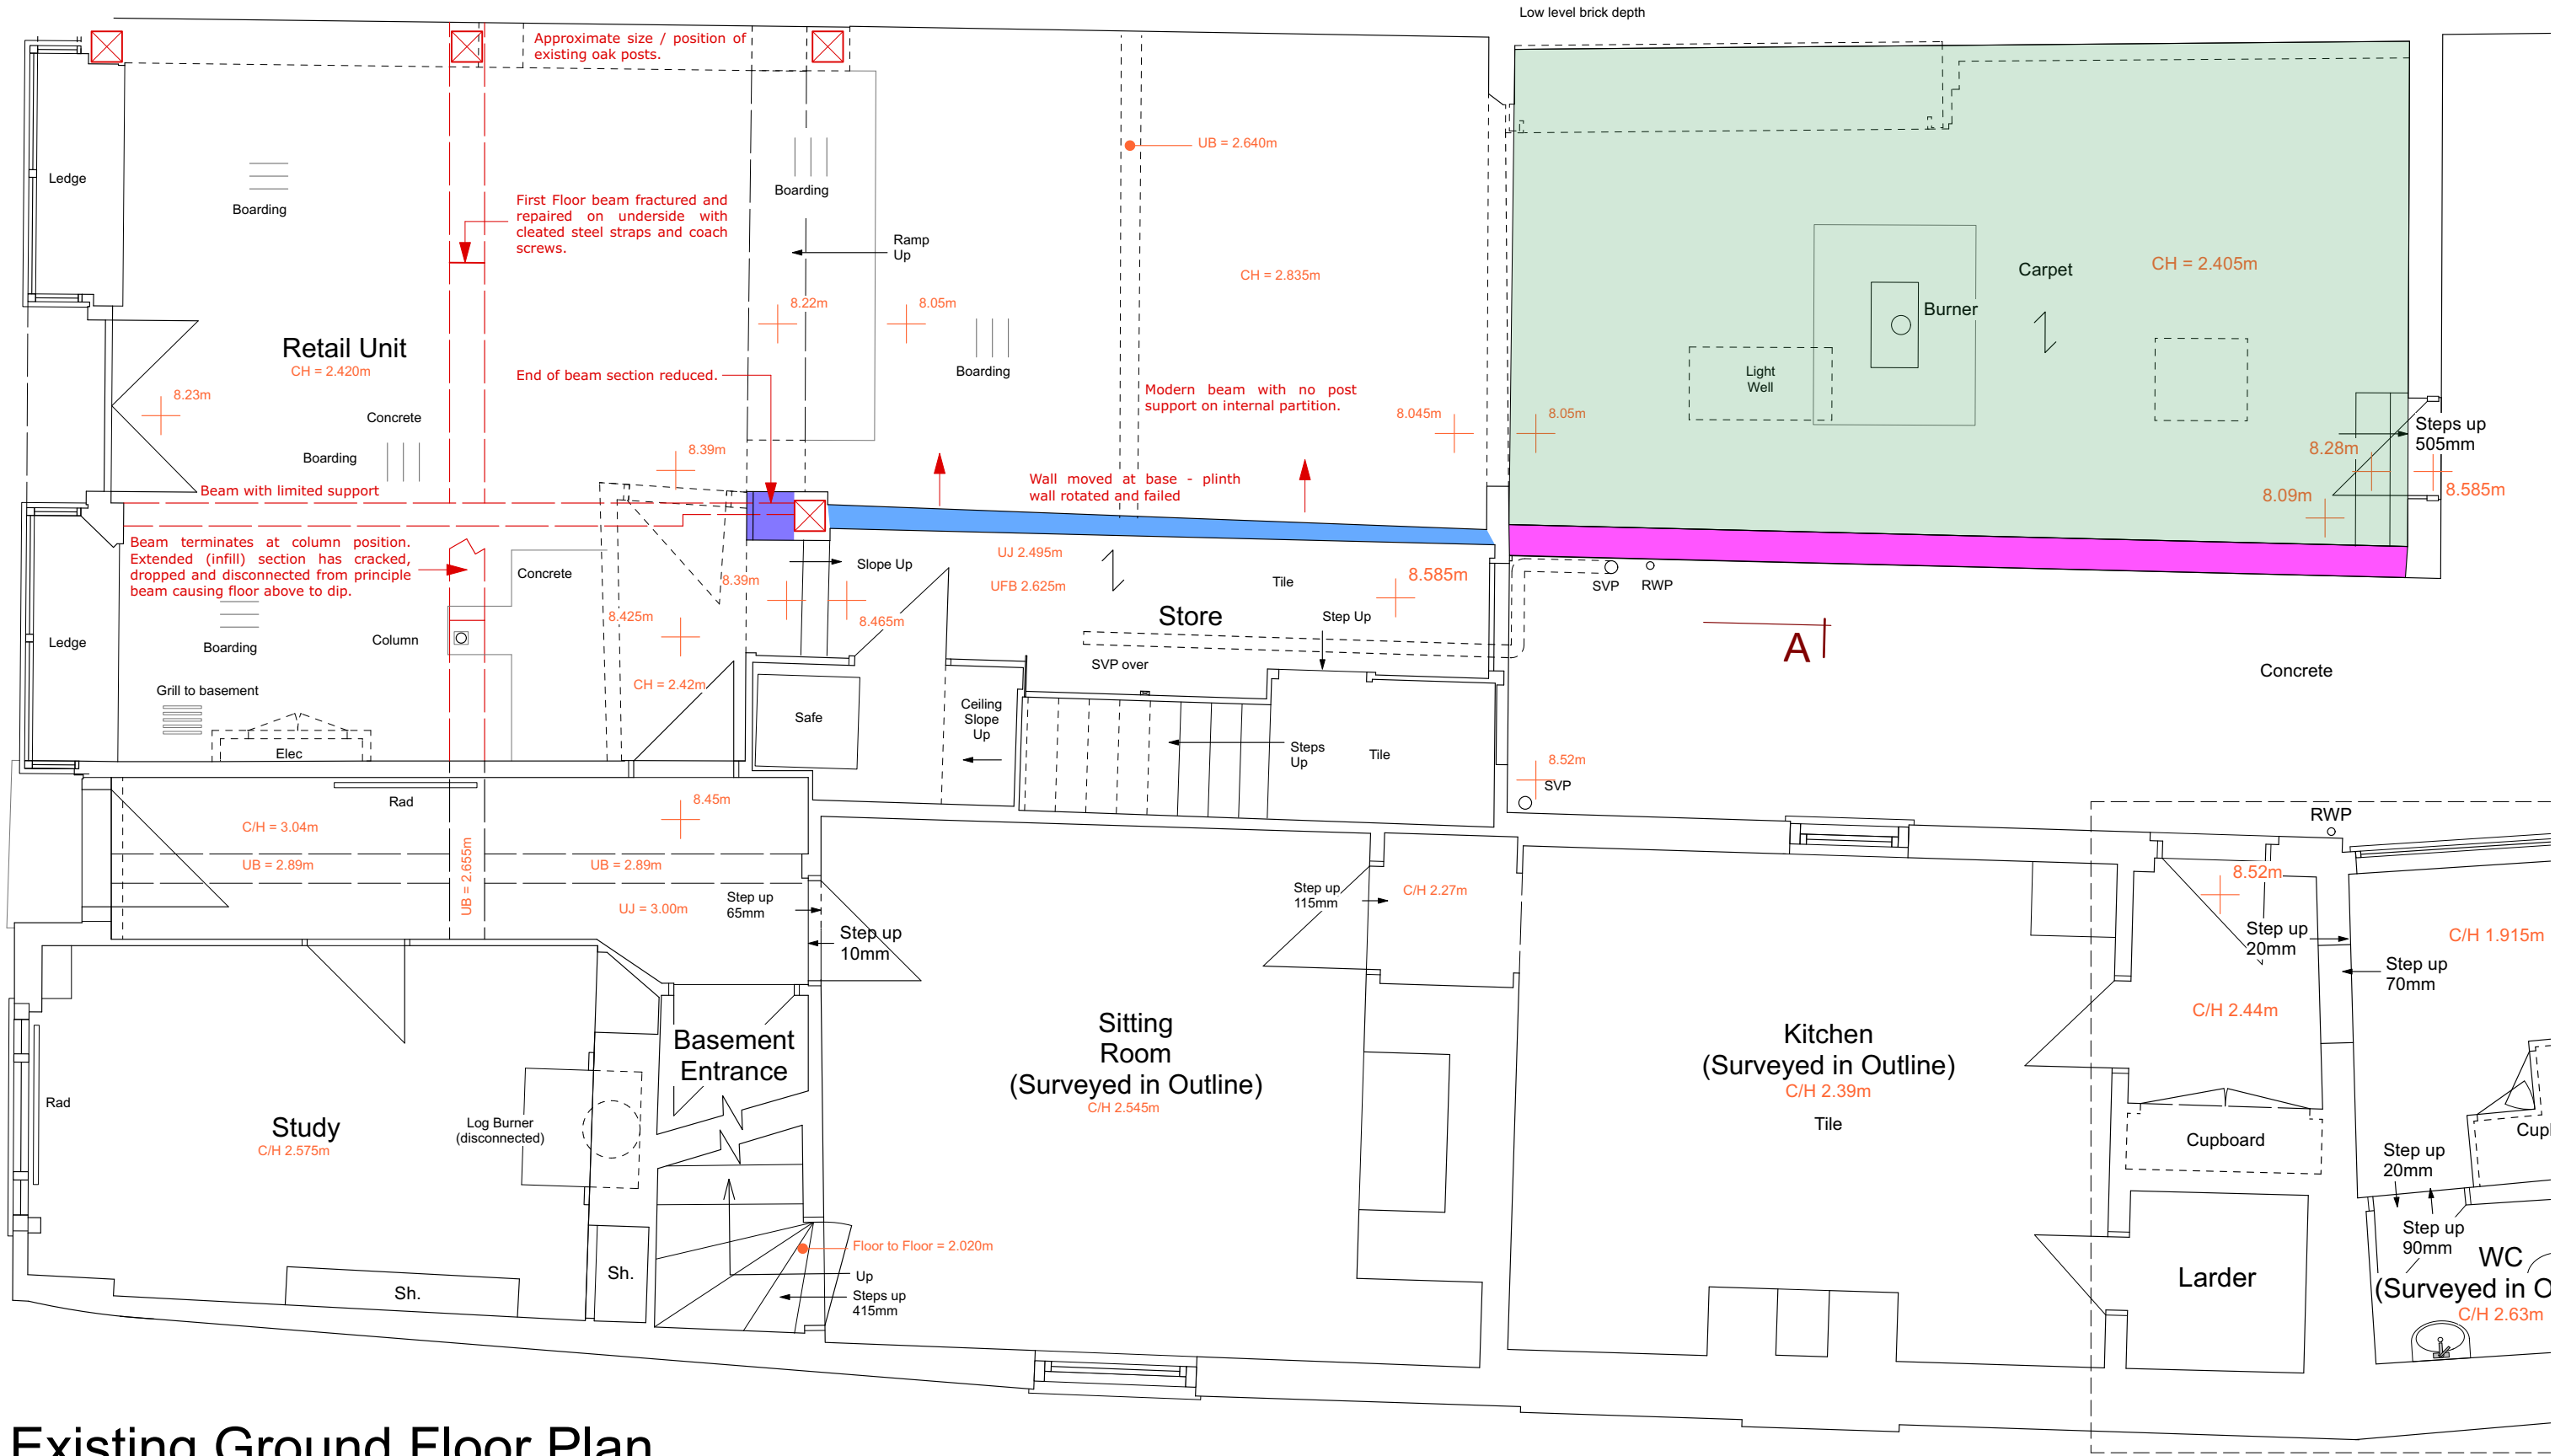 Low level brick depth
Approximate size / position of
existing oak posts.
UB = 2.640m
Ledge
Boarding
Boarding
First Floor beam fractured and
repaired on underside with
cleated steel straps and coach
screws.
Ramp
Up
CH = 2.835m
Carpet
CH = 2.405m
Burner
8.22m
8.05m
Retail Unit
CH = 2.420m
End of beam section reduced.
Boarding
Light
Well
8.23m
Concrete
Modern beam with no post
support on internal partition.
8.045m
8.05m
Steps up
505mm
8.39m
Boarding
8.28m
8.585m
8.09m
Beam with limited support
Wall moved at base - plinth
wall rotated and failed
Beam terminates at column position.
Extended (infill) section has cracked,
dropped and disconnected from principle
beam causing floor above to dip.
Concrete
8.39m
Slope Up
UJ 2.495m
UFB 2.625m
Tile
8.585m
SVP
RWP
8.425m
8.465m
Store
Step Up
Ledge
Boarding
Column
SVP over
A
Concrete
Grill to basement
CH = 2.42m
Safe
Ceiling
Slope
Up
Elec
Steps
Up
Tile
8.52m
SVP
Rad
8.45m
C/H = 3.04m
RWP
UB = 2.89m
UB = 2.655m
UB = 2.89m
UJ = 3.00m
Step up
65mm
Step up
10mm
Step up
115mm
C/H 2.27m
8.52m
Step up
20mm
C/H 1.915m
Step up
70mm
C/H 2.44m
Basement
Entrance
Sitting
Room
(Surveyed in Outline)
C/H 2.545m
Kitchen
(Surveyed in Outline)
C/H 2.39m
Tile
Rad
Study
C/H 2.575m
Log Burner
(disconnected)
Cupboard
Cupb
Step up
20mm
Step up
90mm
Floor to Floor = 2.020m
Up
Steps up
415mm
Sh.
Sh.
Larder
WC
(Surveyed in O
C/H 2.63m
Existing Ground Floor Plan